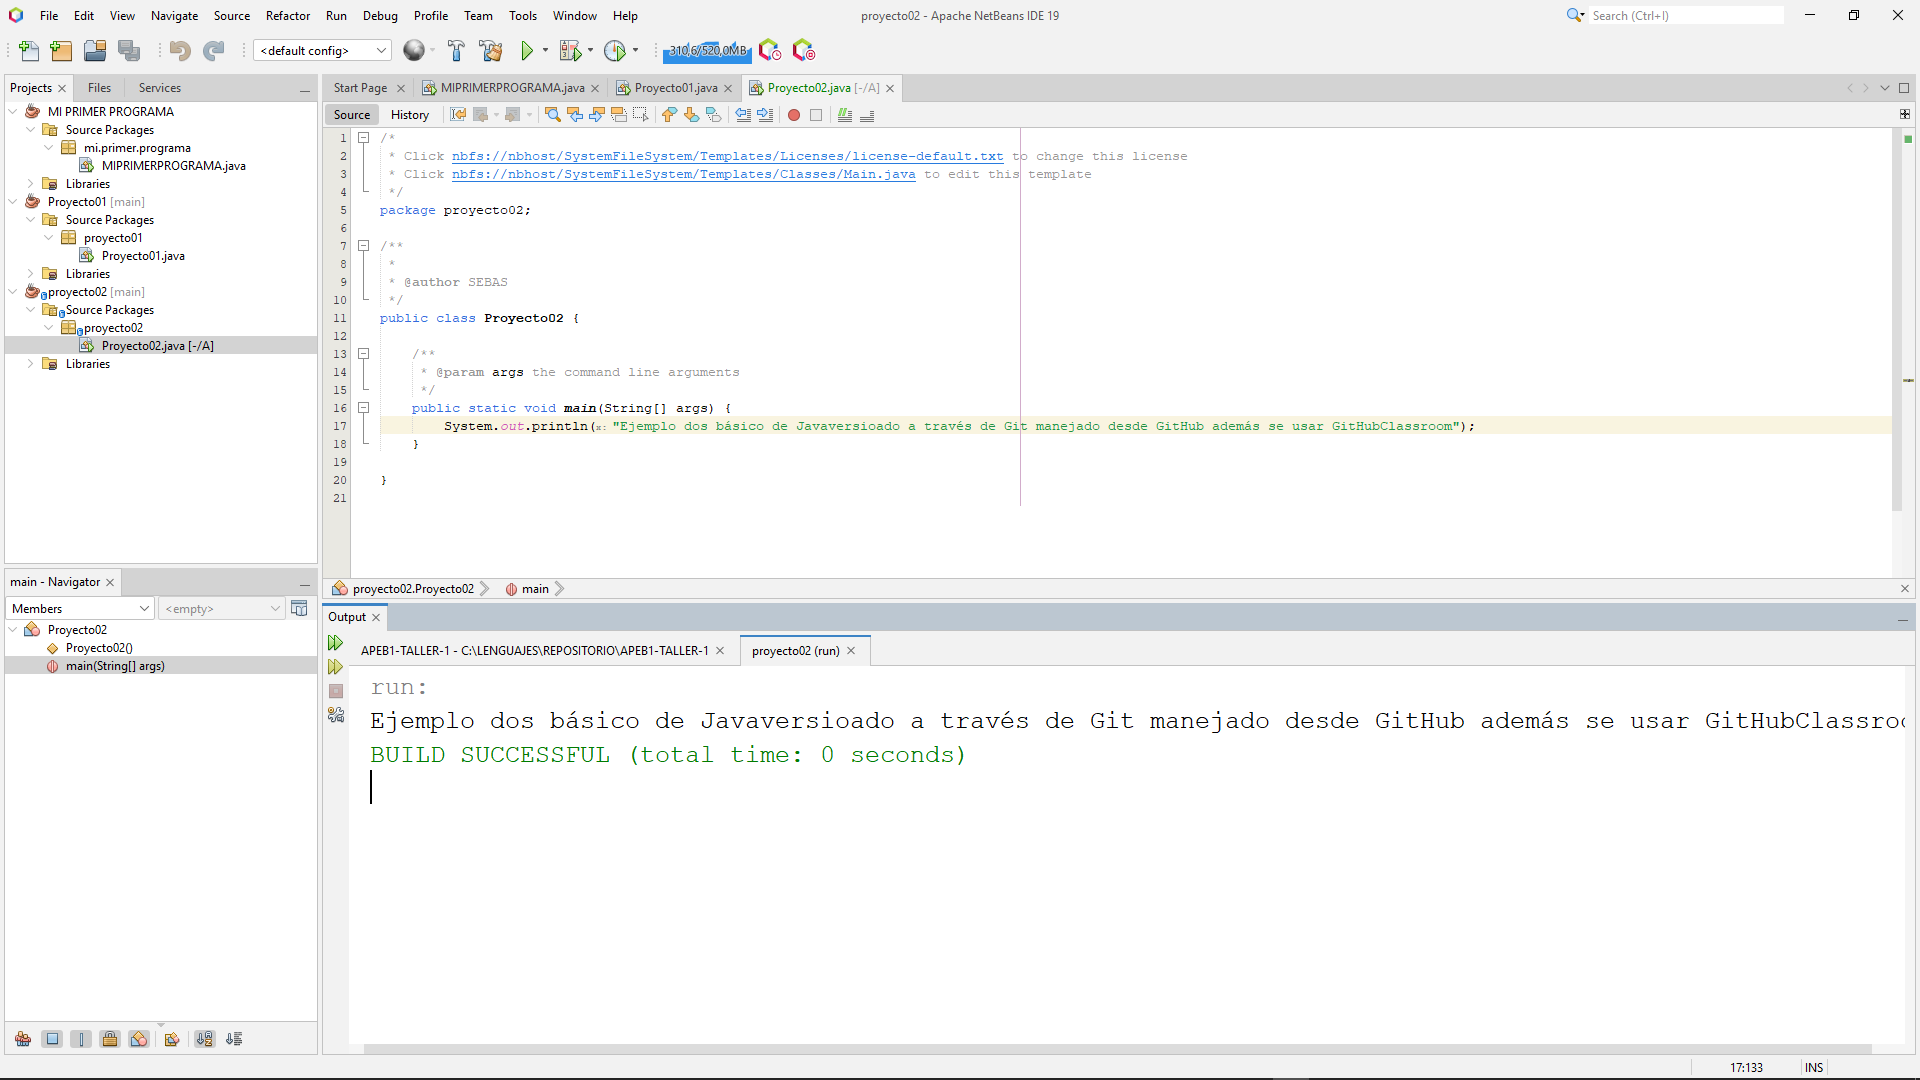 File Edit View Navigate Source Refactor Run Debug Profile Team Tools Window Help
proyecto02 - Apache NetBeans IDE 19
Search (Ctrl+I)
<default config>
310,6/520,0MB
Projects Files Services
MI PRIMER PROGRAMA
Source Packages
mi.primer.programa
MIPRIMERPROGRAMA.java
Libraries
Proyecto01 [main]
Source Packages
proyecto01
Proyecto01.java
Libraries
proyecto02 [main]
Source Packages
proyecto02
Proyecto02.java [-/A]
Libraries
Start Page MIPRIMERPROGRAMA.java Proyecto01.java Proyecto02.java [-/A]
Source History
1 /*
2 * Click nbfs://nbhost/SystemFileSystem/Templates/Licenses/license-default.txt to change this license
3 * Click nbfs://nbhost/SystemFileSystem/Templates/Classes/Main.java to edit this template
4 */
5 package proyecto02;
6
7 /**
8 *
9 * @author SEBAS
10 */
11 public class Proyecto02 {
12
13 /**
14 * @param args the command line arguments
15 */
16 public static void main(String[] args) {
17 System.out.println(x: "Ejemplo dos básico de Javaversioado a través de Git manejado desde GitHub además se usar GitHubClassroom");
18 }
19
20 }
21
proyecto02.Proyecto02 main
main - Navigator
Members <empty>
Proyecto02
Proyecto02()
main(String[] args)
Output
APEB1-TALLER-1 - C:\LENGUAJES\REPOSITORIO\APEB1-TALLER-1 proyecto02 (run)
run:
Ejemplo dos básico de Javaversioado a través de Git manejado desde GitHub además se usar GitHubClassroo
BUILD SUCCESSFUL (total time: 0 seconds)
17:133 INS